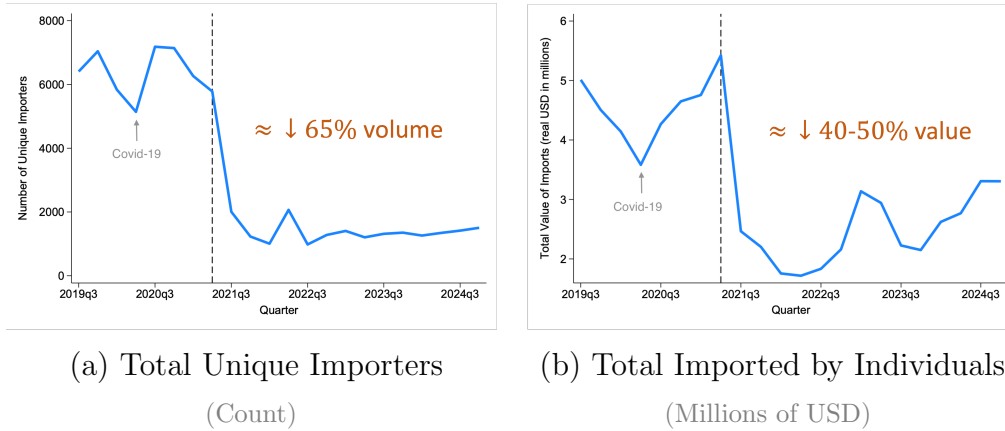 Number of Unique Importers
8000
6000
4000
2000
0
Covid-19
≈ ↓ 65% volume
2019q3 2020q3 2021q3 2022q3 2023q3 2024q3
Quarter
(a) Total Unique Importers
(Count)
Total Value of Imports (real USD in millions)
6
5
4
3
2
Covid-19
≈ ↓ 40-50% value
2019q3 2020q3 2021q3 2022q3 2023q3 2024q3
Quarter
(b) Total Imported by Individuals
(Millions of USD)